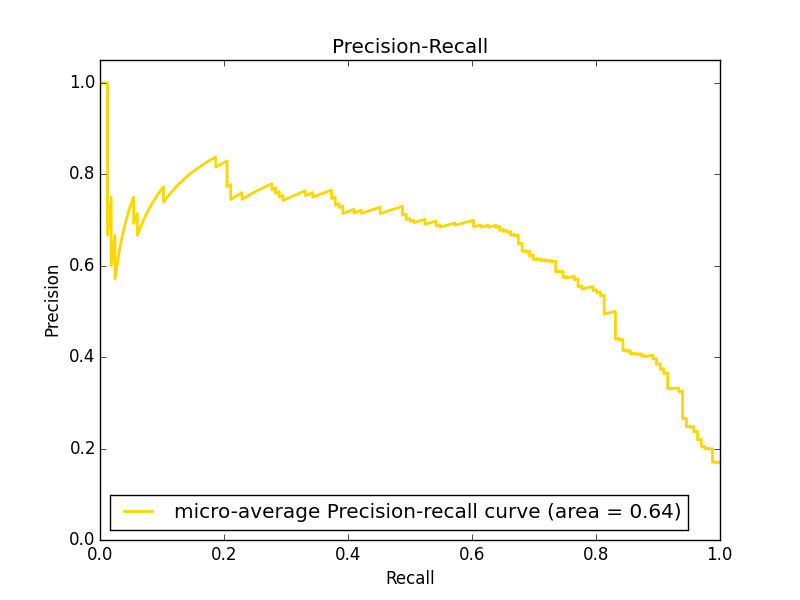 Precision-Recall
1.0
0.8
0.6
0.4
0.2
0.0
Precision
micro-average Precision-recall curve (area = 0.64)
0.0 0.2 0.4 0.6 0.8 1.0
Recall